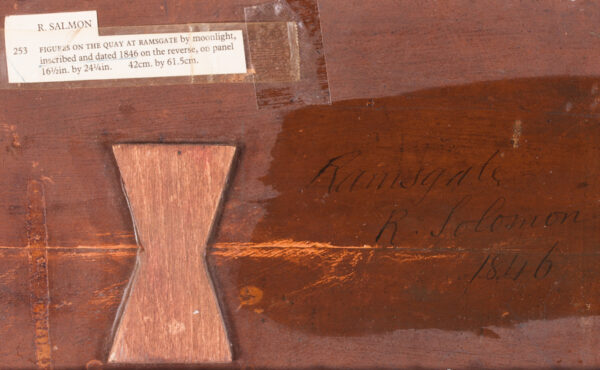 R. SALMON
253 FIGURES ON THE QUAY AT RAMSGATE by moonlight,
inscribed and dated 1846 on the reverse, on panel
16½in. by 24¼in. 42cm. by 61.5cm.
Ramsgate
R. Solomon
1846